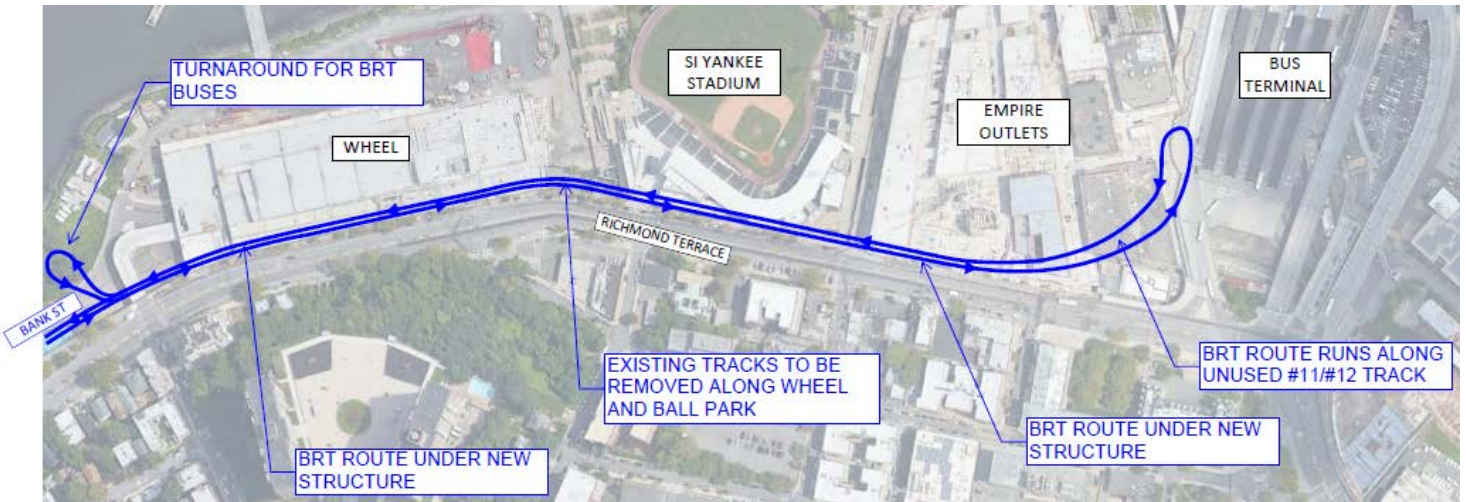 TURNAROUND FOR BRT
BUSES
SI YANKEE
STADIUM
BUS
TERMINAL
EMPIRE
OUTLETS
WHEEL
RICHMOND TERRACE
BANK ST
EXISTING TRACKS TO BE
REMOVED ALONG WHEEL
AND BALL PARK
BRT ROUTE RUNS ALONG
UNUSED #11/#12 TRACK
BRT ROUTE UNDER NEW
STRUCTURE
BRT ROUTE UNDER NEW
STRUCTURE